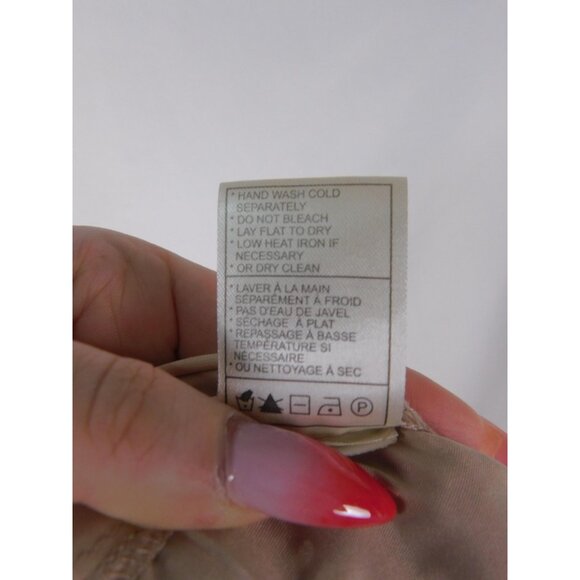 * HAND WASH COLD
SEPARATELY
* DO NOT BLEACH
* LAY FLAT TO DRY
* LOW HEAT IRON IF
NECESSARY
* OR DRY CLEAN
* LAVER À LA MAIN
SÉPARÉMENT À FROID
* PAS D'EAU DE JAVEL
* SÉCHAGE À PLAT
* REPASSAGE À BASSE
TEMPÉRATURE SI
NÉCESSAIRE
* OU NETTOYAGE À SEC
P